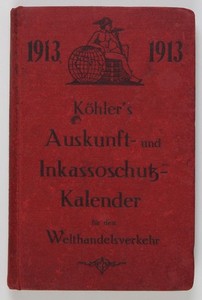 1913 1913
Köhler's
Auskunft- und
Inkassoschutz-
Kalender
für den
Welthandelsverkehr